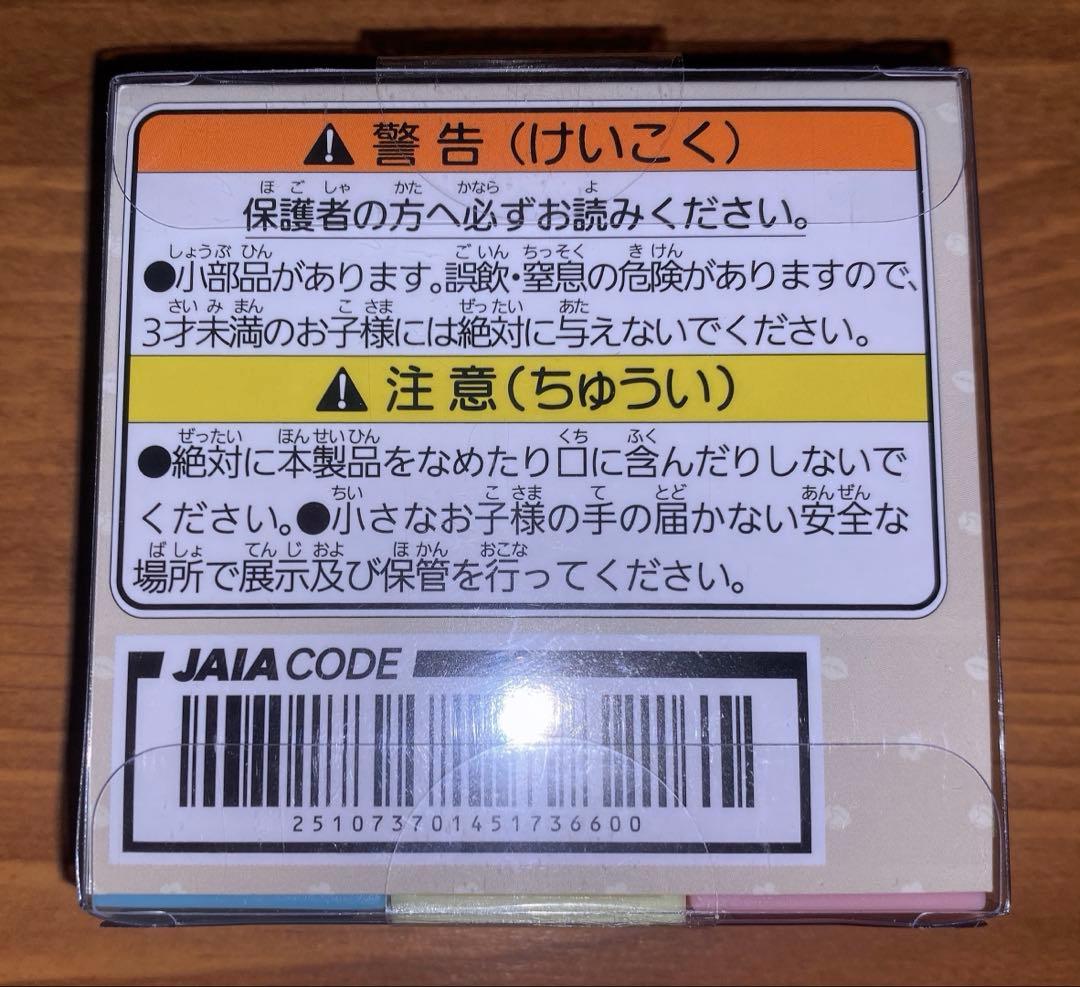 ⚠ 警告(けいこく)
ほごしゃ かた かなら よ
保護者の方へ必ずお読みください。
しょうぶひん ごいん ちっそく きけん
●小部品があります。誤飲・窒息の危険がありますので、
さいみまん こさま ぜったい あた
3才未満のお子様には絶対に与えないでください。
⚠ 注意(ちゅうい)
ぜったい ほんせいひん くち ふく
●絶対に本製品をなめたり口に含んだりしないで
ちい こさま て とど あんぜん
ください。●小さなお子様の手の届かない安全な
ばしょ てんじ およ ほかん おこな
場所で展示及び保管を行ってください。
JAIA CODE
251073701451736600